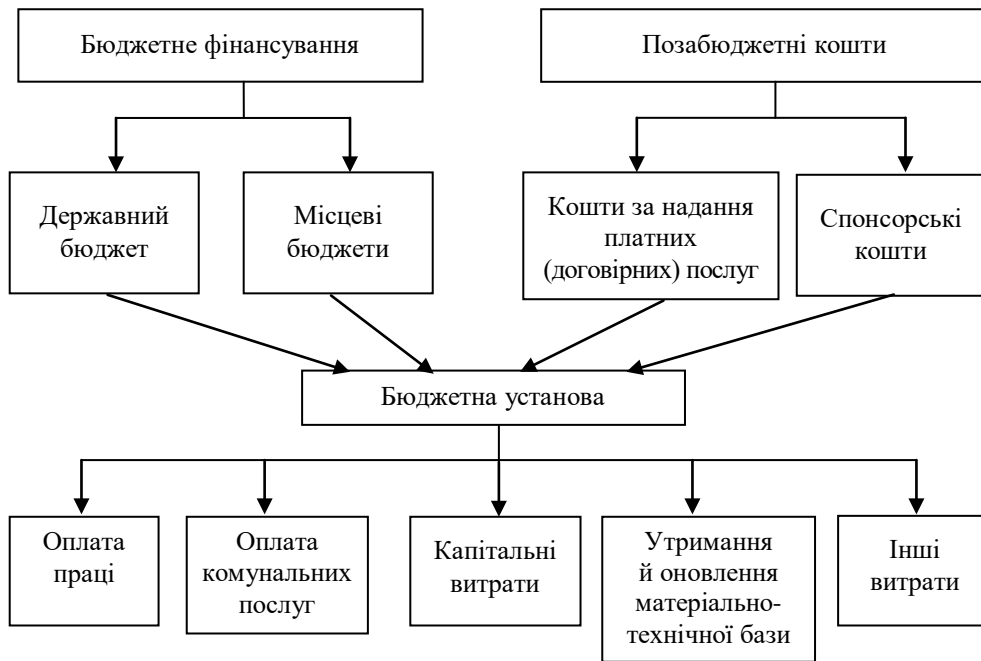 Бюджетне фінансування
Позабюджетні кошти
Державний
бюджет
Місцеві
бюджети
Кошти за надання
платних
(договірних) послуг
Спонсорські
кошти
Бюджетна установа
Оплата
праці
Оплата
комунальних
послуг
Капітальні
витрати
Утримання
й оновлення
матеріально-
технічної бази
Інші
витрати